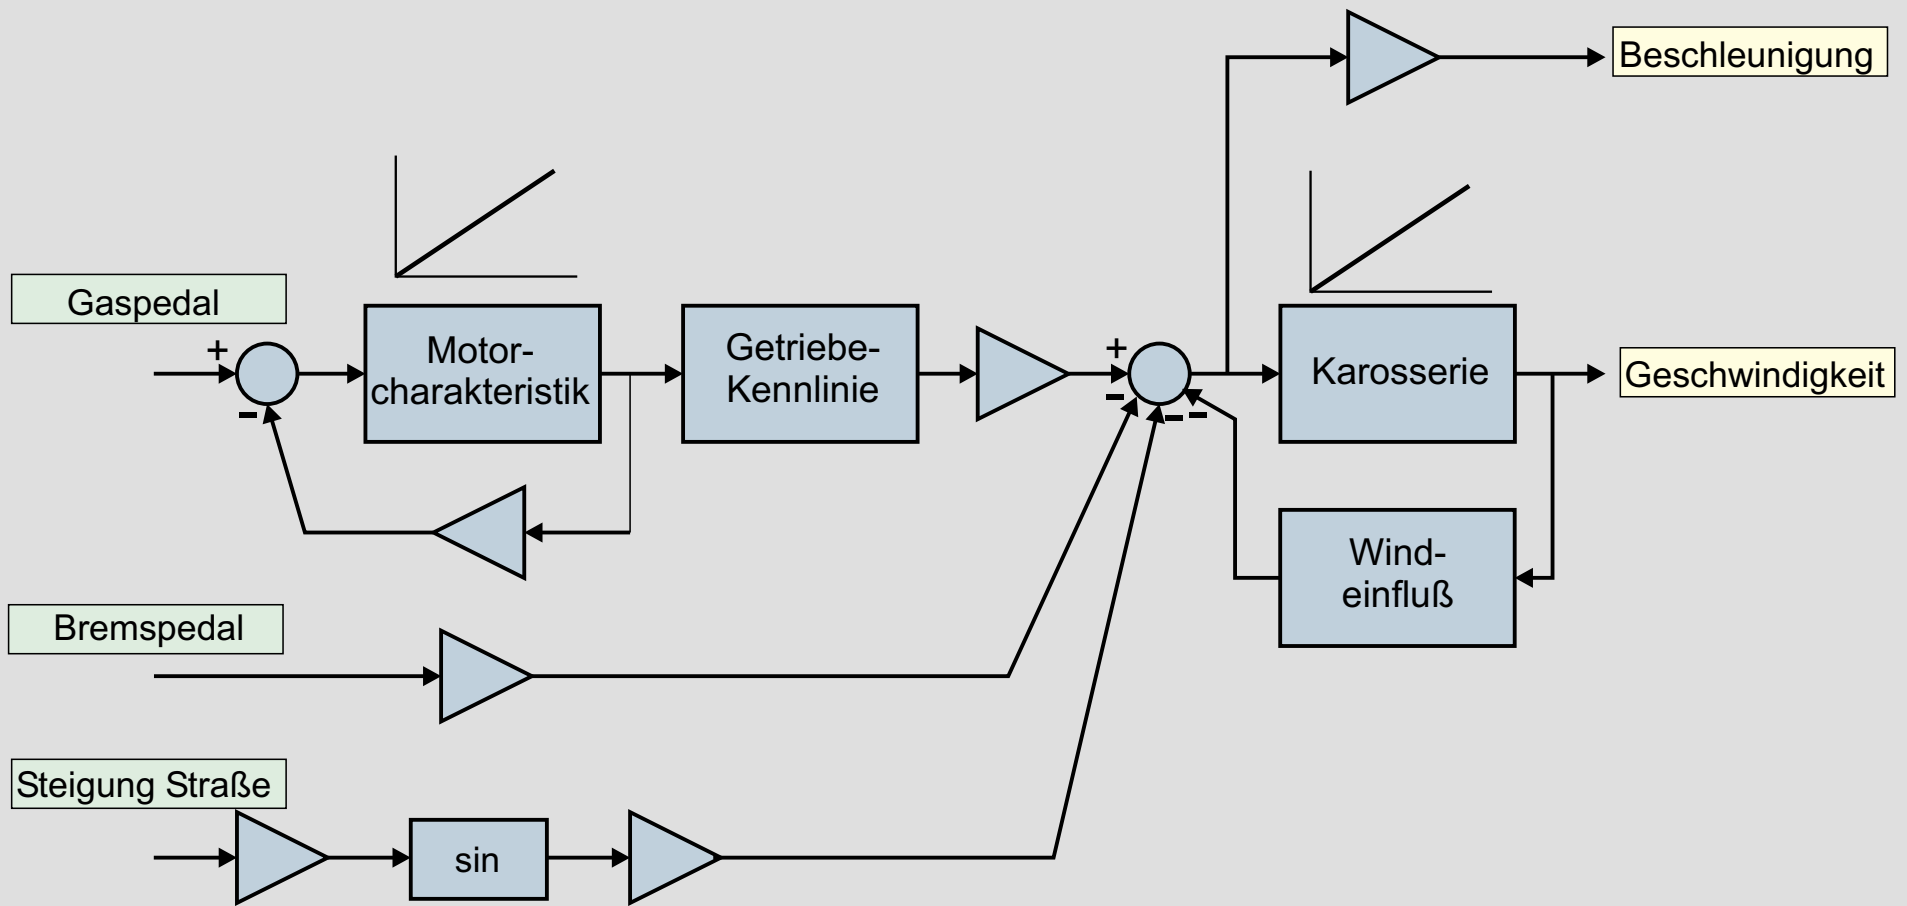 Beschleunigung
Gaspedal
+
-
Motor-
charakteristik
Getriebe-
Kennlinie
+
-
-
-
Karosserie
Geschwindigkeit
Wind-
einfluß
Bremspedal
Steigung Straße
sin